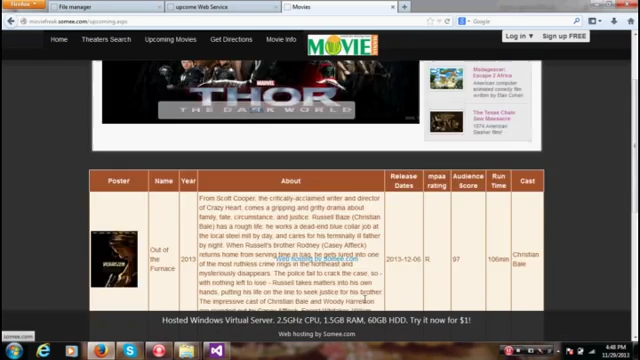 Firefox
File manager
upcome Web Service
Movies
moviefreak.somee.com/upcoming.aspx
Google
Home
Theaters Search
Upcoming Movies
Get Directions
Movie Info
MOVIE
Log in
Sign up FREE
MARVEL
THOR
THE DARK WORLD
Madagascar:
Escape 2 Africa
American computer
animated comedy film
written by Etan Cohen
The Texas Chain
Saw Massacre
1974 American
Slasher film
Poster
Name
Year
About
Release
Dates
mpaa
rating
Audience
Score
Run
Time
Cast
Out of
the
Furnace
2013
From Scott Cooper, the critically-acclaimed writer and director
of Crazy Heart, comes a gripping and gritty drama about
family, fate, circumstance, and justice. Russell Baze (Christian
Bale) has a rough life: he works a dead-end blue collar job at
the local steel mill by day, and cares for his terminally ill father
by night. When Russell's brother Rodney (Casey Affleck)
returns home from serving time in Iraq, he gets lured into one
of the most ruthless crime rings in the Northeast and
mysteriously disappears. The police fail to crack the case, so -
with nothing left to lose - Russell takes matters into his own
hands, putting his life on the line to seek justice for his brother.
The impressive cast of Christian Bale and Woody Harrelson
2013-12-06
R
97
106min
Christian
Bale
Web hosting by Somee.com
Hosted Windows Virtual Server. 2.5GHz CPU, 1.5GB RAM, 60GB HDD. Try it now for $1!
Web hosting by Somee.com
somee.com
4:48 PM